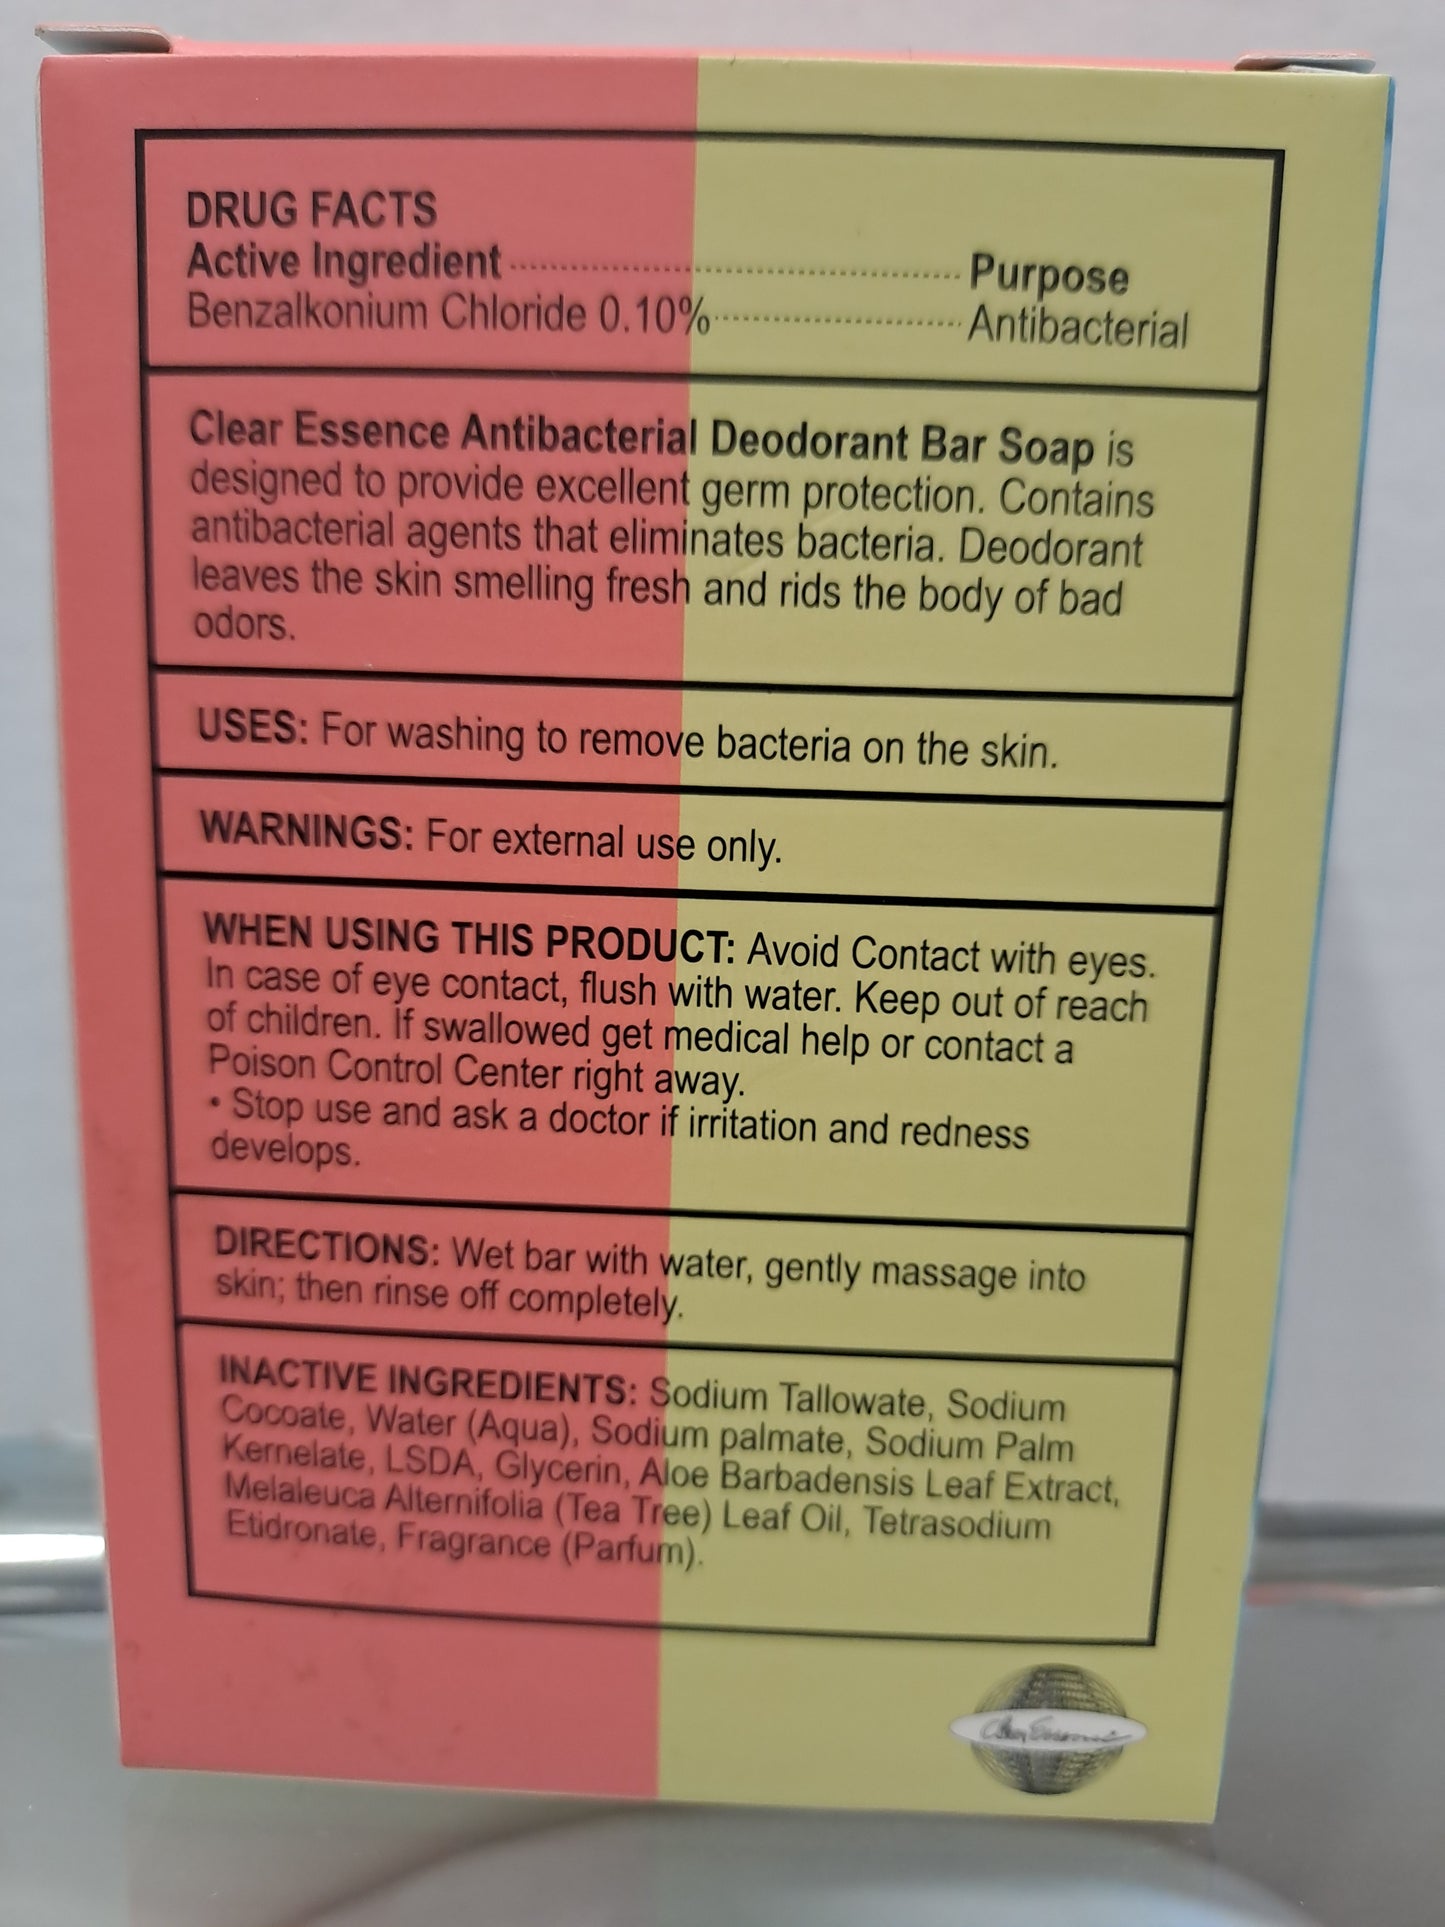 DRUG FACTS
Active Ingredient ........................................ Purpose
Benzalkonium Chloride 0.10% ...................... Antibacterial
Clear Essence Antibacterial Deodorant Bar Soap is
designed to provide excellent germ protection. Contains
antibacterial agents that eliminates bacteria. Deodorant
leaves the skin smelling fresh and rids the body of bad
odors.
USES: For washing to remove bacteria on the skin.
WARNINGS: For external use only.
WHEN USING THIS PRODUCT: Avoid Contact with eyes.
In case of eye contact, flush with water. Keep out of reach
of children. If swallowed get medical help or contact a
Poison Control Center right away.
• Stop use and ask a doctor if irritation and redness
develops.
DIRECTIONS: Wet bar with water, gently massage into
skin; then rinse off completely.
INACTIVE INGREDIENTS: Sodium Tallowate, Sodium
Cocoate, Water (Aqua), Sodium palmate, Sodium Palm
Kernelate, LSDA, Glycerin, Aloe Barbadensis Leaf Extract,
Melaleuca Alternifolia (Tea Tree) Leaf Oil, Tetrasodium
Etidronate, Fragrance (Parfum).
Clear Essence